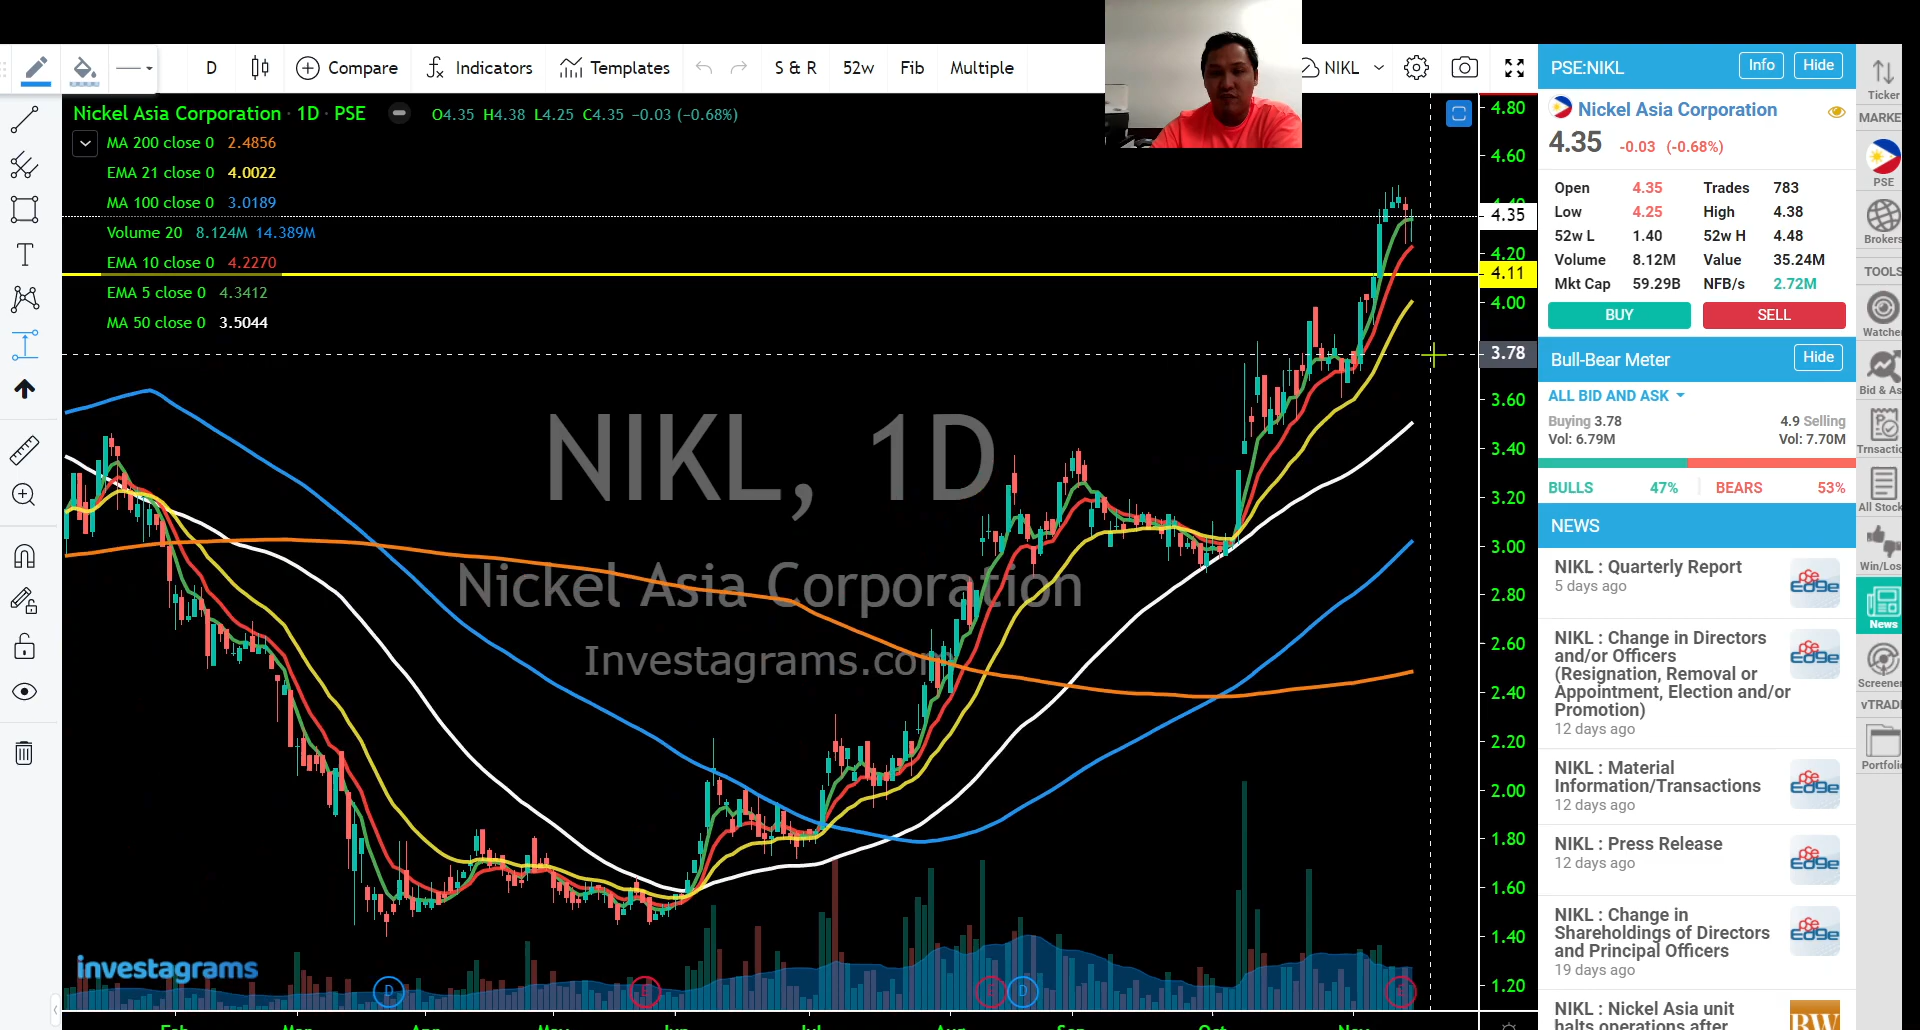 D
Compare
Indicators
Templates
S & R
52w
Fib
Multiple
NIKL
Nickel Asia Corporation · 1D · PSE
O4.35 H4.38 L4.25 C4.35 −0.03 (−0.68%)
MA 200 close 0 2.4856
EMA 21 close 0 4.0022
MA 100 close 0 3.0189
Volume 20 8.124M 14.389M
EMA 10 close 0 4.2270
EMA 5 close 0 4.3412
MA 50 close 0 3.5044
NIKL, 1D
Nickel Asia Corporation
Investagrams.com
investagrams
D
D
4.80
4.60
4.35
4.20
4.11
4.00
3.78
3.60
3.40
3.20
3.00
2.80
2.60
2.40
2.20
2.00
1.80
1.60
1.40
1.20
PSE:NIKL
Info
Hide
Nickel Asia Corporation
4.35 -0.03 (-0.68%)
Open 4.35 Trades 783
Low 4.25 High 4.38
52w L 1.40 52w H 4.48
Volume 8.12M Value 35.24M
Mkt Cap 59.29B NFB/s 2.72M
BUY
SELL
Bull-Bear Meter
Hide
ALL BID AND ASK
Buying 3.78 4.9 Selling
Vol: 6.79M Vol: 7.70M
BULLS 47% BEARS 53%
NEWS
NIKL : Quarterly Report
5 days ago
NIKL : Change in Directors
and/or Officers
(Resignation, Removal or
Appointment, Election and/or
Promotion)
12 days ago
NIKL : Material
Information/Transactions
12 days ago
NIKL : Press Release
12 days ago
NIKL : Change in
Shareholdings of Directors
and Principal Officers
19 days ago
NIKL : Nickel Asia unit
halts operations after
BW
Ticker
MARKE
PSE
Brokers
TOOLS
Watche
Bid & As
Trnsactio
All Stock
Win/Los
News
Screene
vTRAD
Portfolio